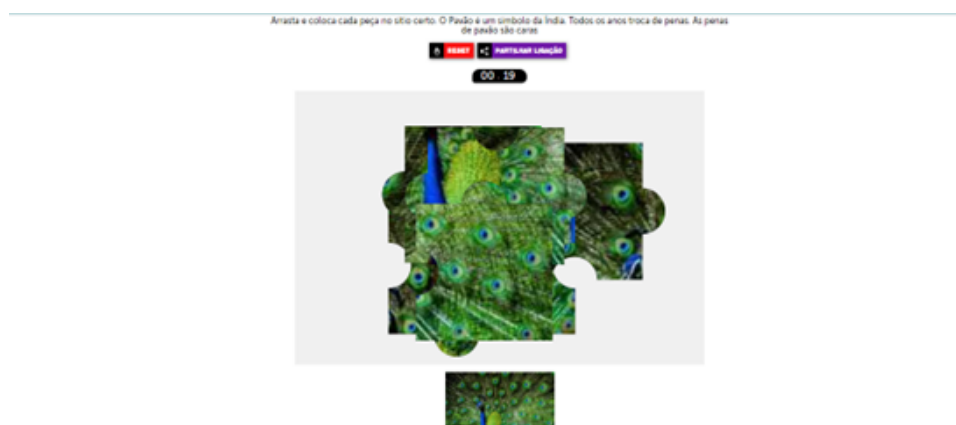 Arrasta e coloca cada peça no sítio certo. O Pavão é um símbolo da Índia. Todos os anos troca de penas. As penas
de pavão são caras
RESET PARTILHAR LIGAÇÃO
00 : 19